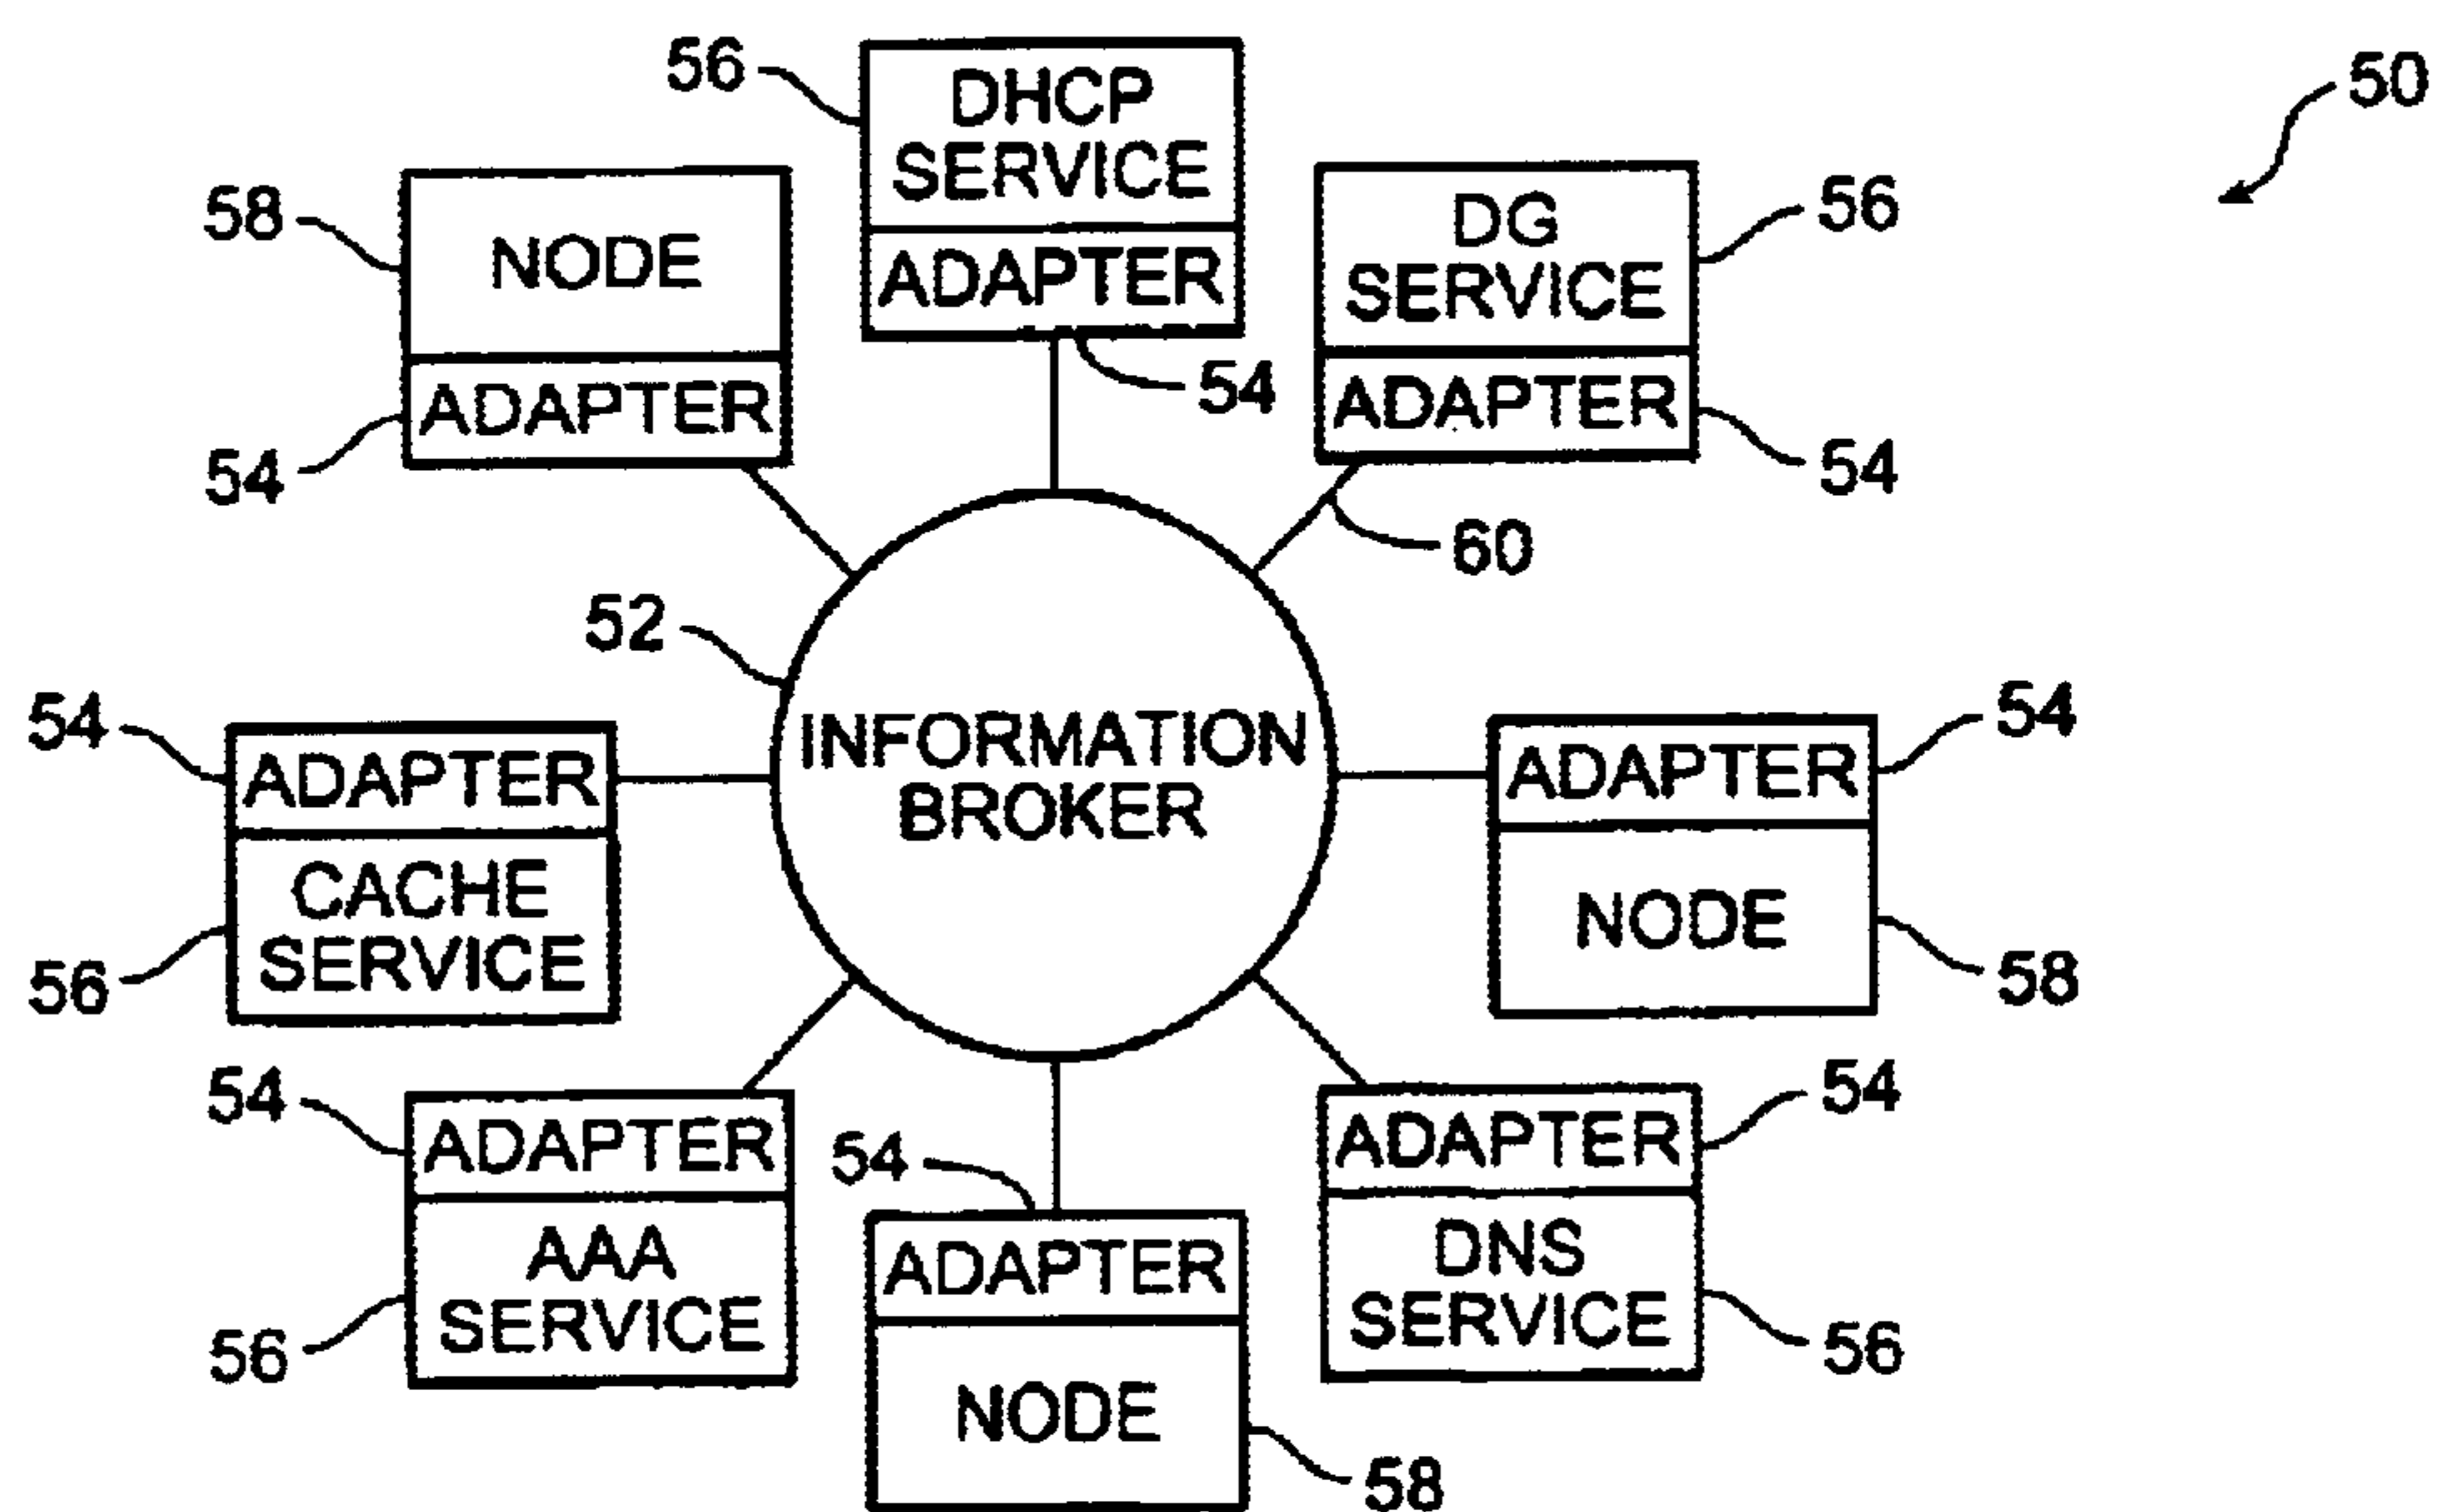 56
DHCP
SERVICE
ADAPTER
54
50
58
NODE
ADAPTER
54
DG
SERVICE
56
ADAPTER
54
60
52
INFORMATION
BROKER
54
ADAPTER
CACHE
SERVICE
56
ADAPTER
54
NODE
58
54
ADAPTER
AAA
SERVICE
56
54
ADAPTER
NODE
58
ADAPTER
54
DNS
SERVICE
56